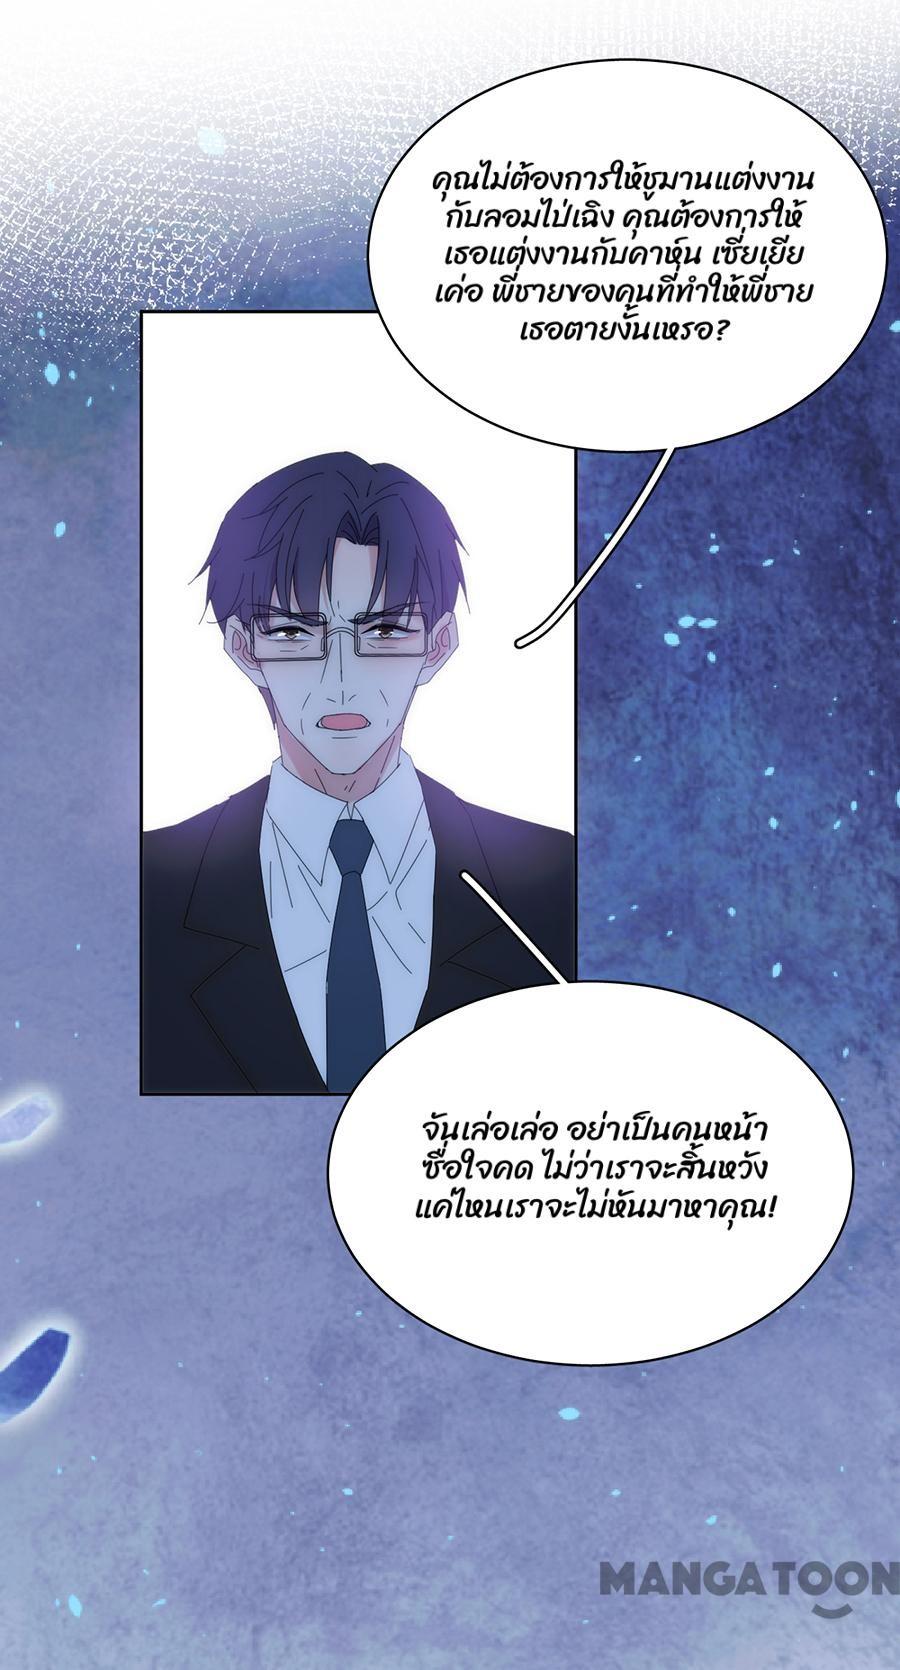 คุณไม่ต้องการให้ชูมานแต่งงาน
กับลอมไป่เฉิง คุณต้องการให้
เธอแต่งงานกับคาห์น เซี่ยเยีย
เค่อ พี่ชายของคนที่ทำให้พี่ชาย
เธอตายงั้นเหรอ?
จันเล่อเล่อ อย่าเป็นคนหน้า
ซื่อใจคด ไม่ว่าเราจะสิ้นหวัง
แค่ไหนเราจะไม่หันมาหาคุณ!
MANGATOON